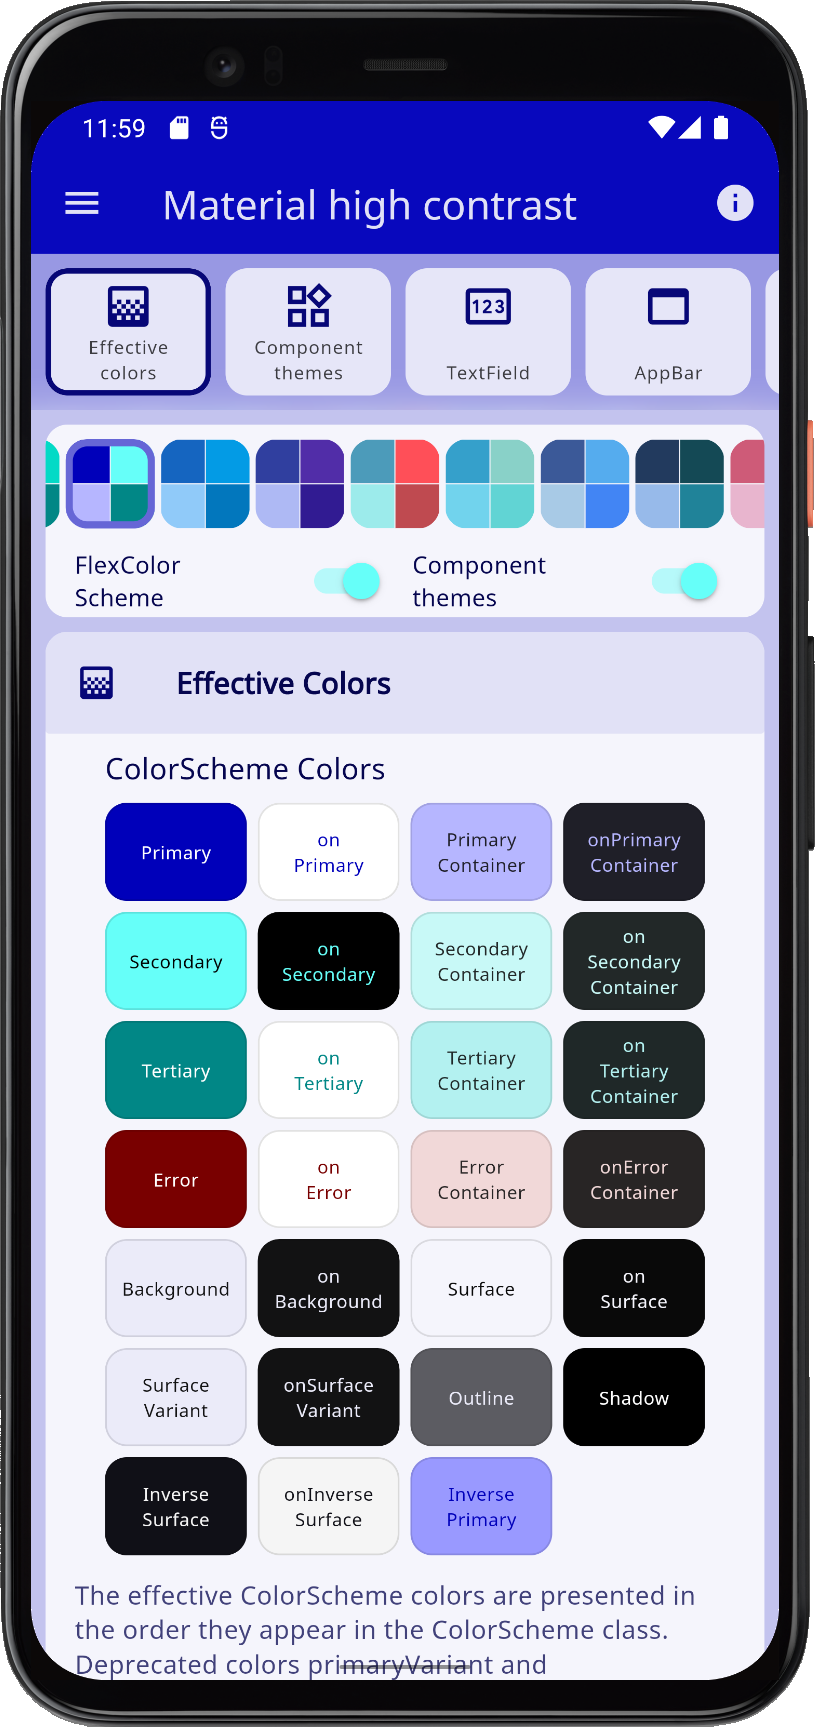 11:59
Material high contrast
Effective
colors
Component
themes
123
TextField
AppBar
FlexColor
Scheme
Component
themes
Effective Colors
ColorScheme Colors
Primary
on
Primary
Primary
Container
onPrimary
Container
Secondary
on
Secondary
Secondary
Container
on
Secondary
Container
Tertiary
on
Tertiary
Tertiary
Container
on
Tertiary
Container
Error
on
Error
Error
Container
onError
Container
Background
on
Background
Surface
on
Surface
Surface
Variant
onSurface
Variant
Outline
Shadow
Inverse
Surface
onInverse
Surface
Inverse
Primary
The effective ColorScheme colors are presented in
the order they appear in the ColorScheme class.
Deprecated colors primaryVariant and